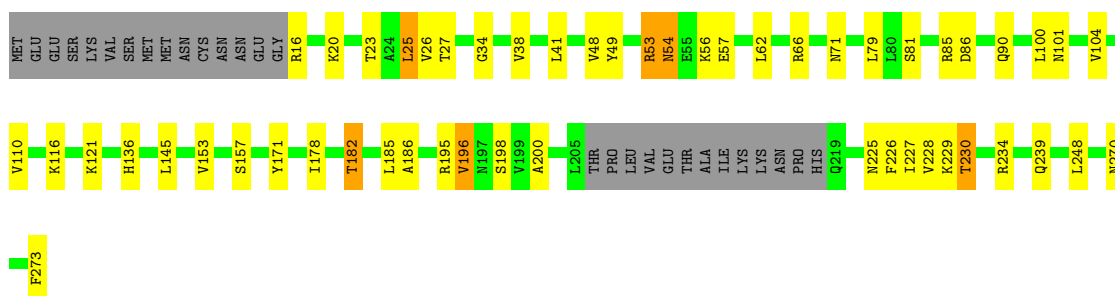 MET GLU GLU SER LYS VAL SER MET MET ASN CYS ASN ASN GLU GLY R16 K20 T23 A24 L25 V26 T27 G34 V38 L41 V48 Y49 R53 N54 E55 K56 E57 L62 R66 N71 L79 L80 S81 R85 D86 Q90 L100 N101 V104
V110 K116 K121 H136 L145 V153 S157 Y171 I178 T182 L185 A186 R195 V196 N197 S198 V199 A200 L205 THR PRO LEU VAL GLU THR ALA ILE LYS LYS ASN PRO HIS Q219 N225 F226 I227 V228 K229 T230 R234 Q239 L248 N270
F273